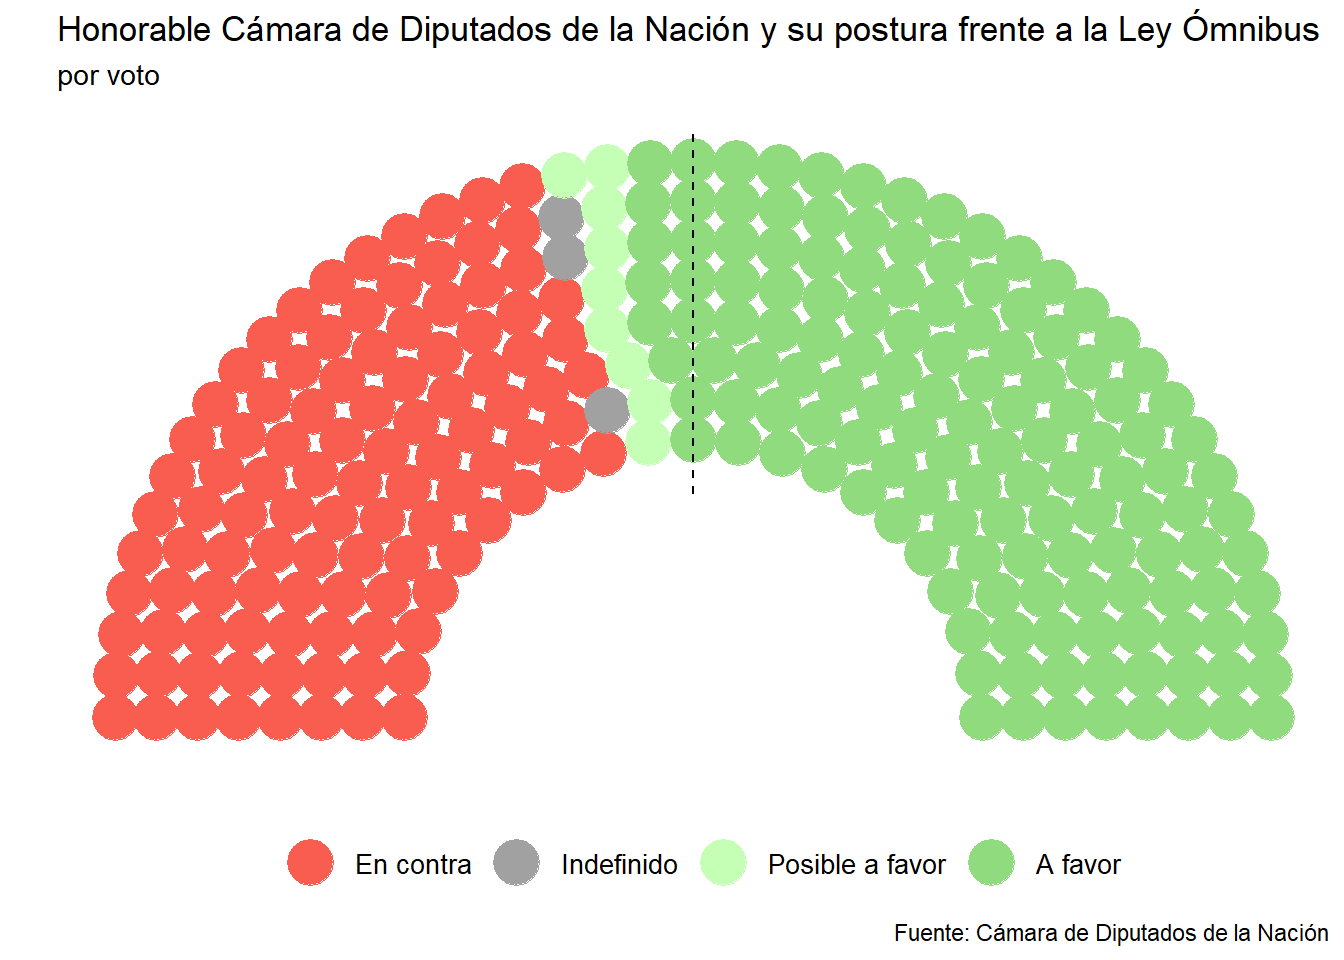 Honorable Cámara de Diputados de la Nación y su postura frente a la Ley Ómnibus
por voto
En contra
Indefinido
Posible a favor
A favor
Fuente: Cámara de Diputados de la Nación